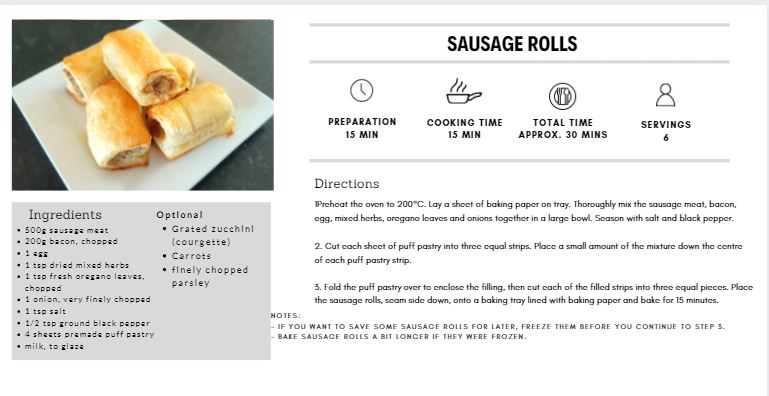 SAUSAGE ROLLS
PREPARATION
15 MIN
COOKING TIME
15 MIN
TOTAL TIME
APPROX. 30 MINS
SERVINGS
6
Ingredients
• 500g sausage meat
• 200g bacon, chopped
• 1 egg
• 1 tsp dried mixed herbs
• 1 tsp fresh oregano leaves,
chopped
• 1 onion, very finely chopped
• 1 tsp salt
• 1/2 tsp ground black pepper
• 4 sheets premade puff pastry
• milk, to glaze
Optional
• Grated zucchini
(courgette)
• Carrots
• finely chopped
parsley
Directions
1Preheat the oven to 200°C. Lay a sheet of baking paper on tray. Thoroughly mix the sausage meat, bacon,
egg, mixed herbs, oregano leaves and onions together in a large bowl. Season with salt and black pepper.
2. Cut each sheet of puff pastry into three equal strips. Place a small amount of the mixture down the centre
of each puffy pastry strip.
3. Fold the puff pastry over to enclose the filling, then cut each of the filled strips into three equal pieces. Place
the sausage rolls, seam side down, onto a baking tray lined with baking paper and bake for 15 minutes.
NOTES:
- IF YOU WANT TO SAVE SOME SAUSAGE ROLLS FOR LATER, FREEZE THEM BEFORE YOU CONTINUE TO STEP 3.
- BAKE SAUSAGE ROLLS A BIT LONGER IF THEY WERE FROZEN.